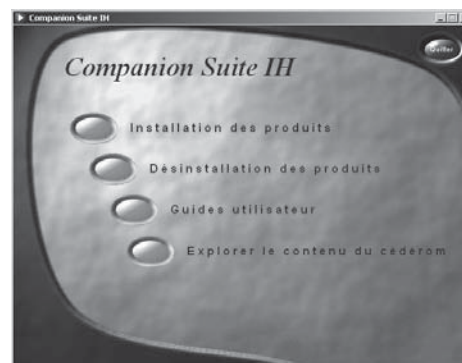 Companion Suite IH
Quitter
Companion Suite IH
Installation des produits
Désinstallation des produits
Guides utilisateur
Explorer le contenu du cédérom